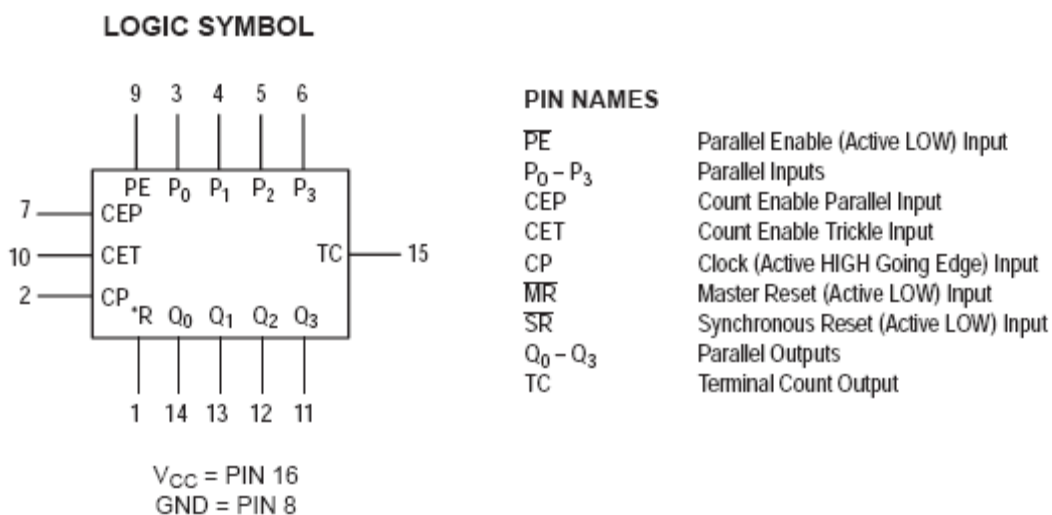 LOGIC SYMBOL
9 3 4 5 6
PE P0 P1 P2 P3
7 CEP
10 CET TC 15
2 CP
*R Q0 Q1 Q2 Q3
1 14 13 12 11
VCC = PIN 16
GND = PIN 8
PIN NAMES
P̅E̅ Parallel Enable (Active LOW) Input
P0 – P3 Parallel Inputs
CEP Count Enable Parallel Input
CET Count Enable Trickle Input
CP Clock (Active HIGH Going Edge) Input
M̅R̅ Master Reset (Active LOW) Input
S̅R̅ Synchronous Reset (Active LOW) Input
Q0 – Q3 Parallel Outputs
TC Terminal Count Output